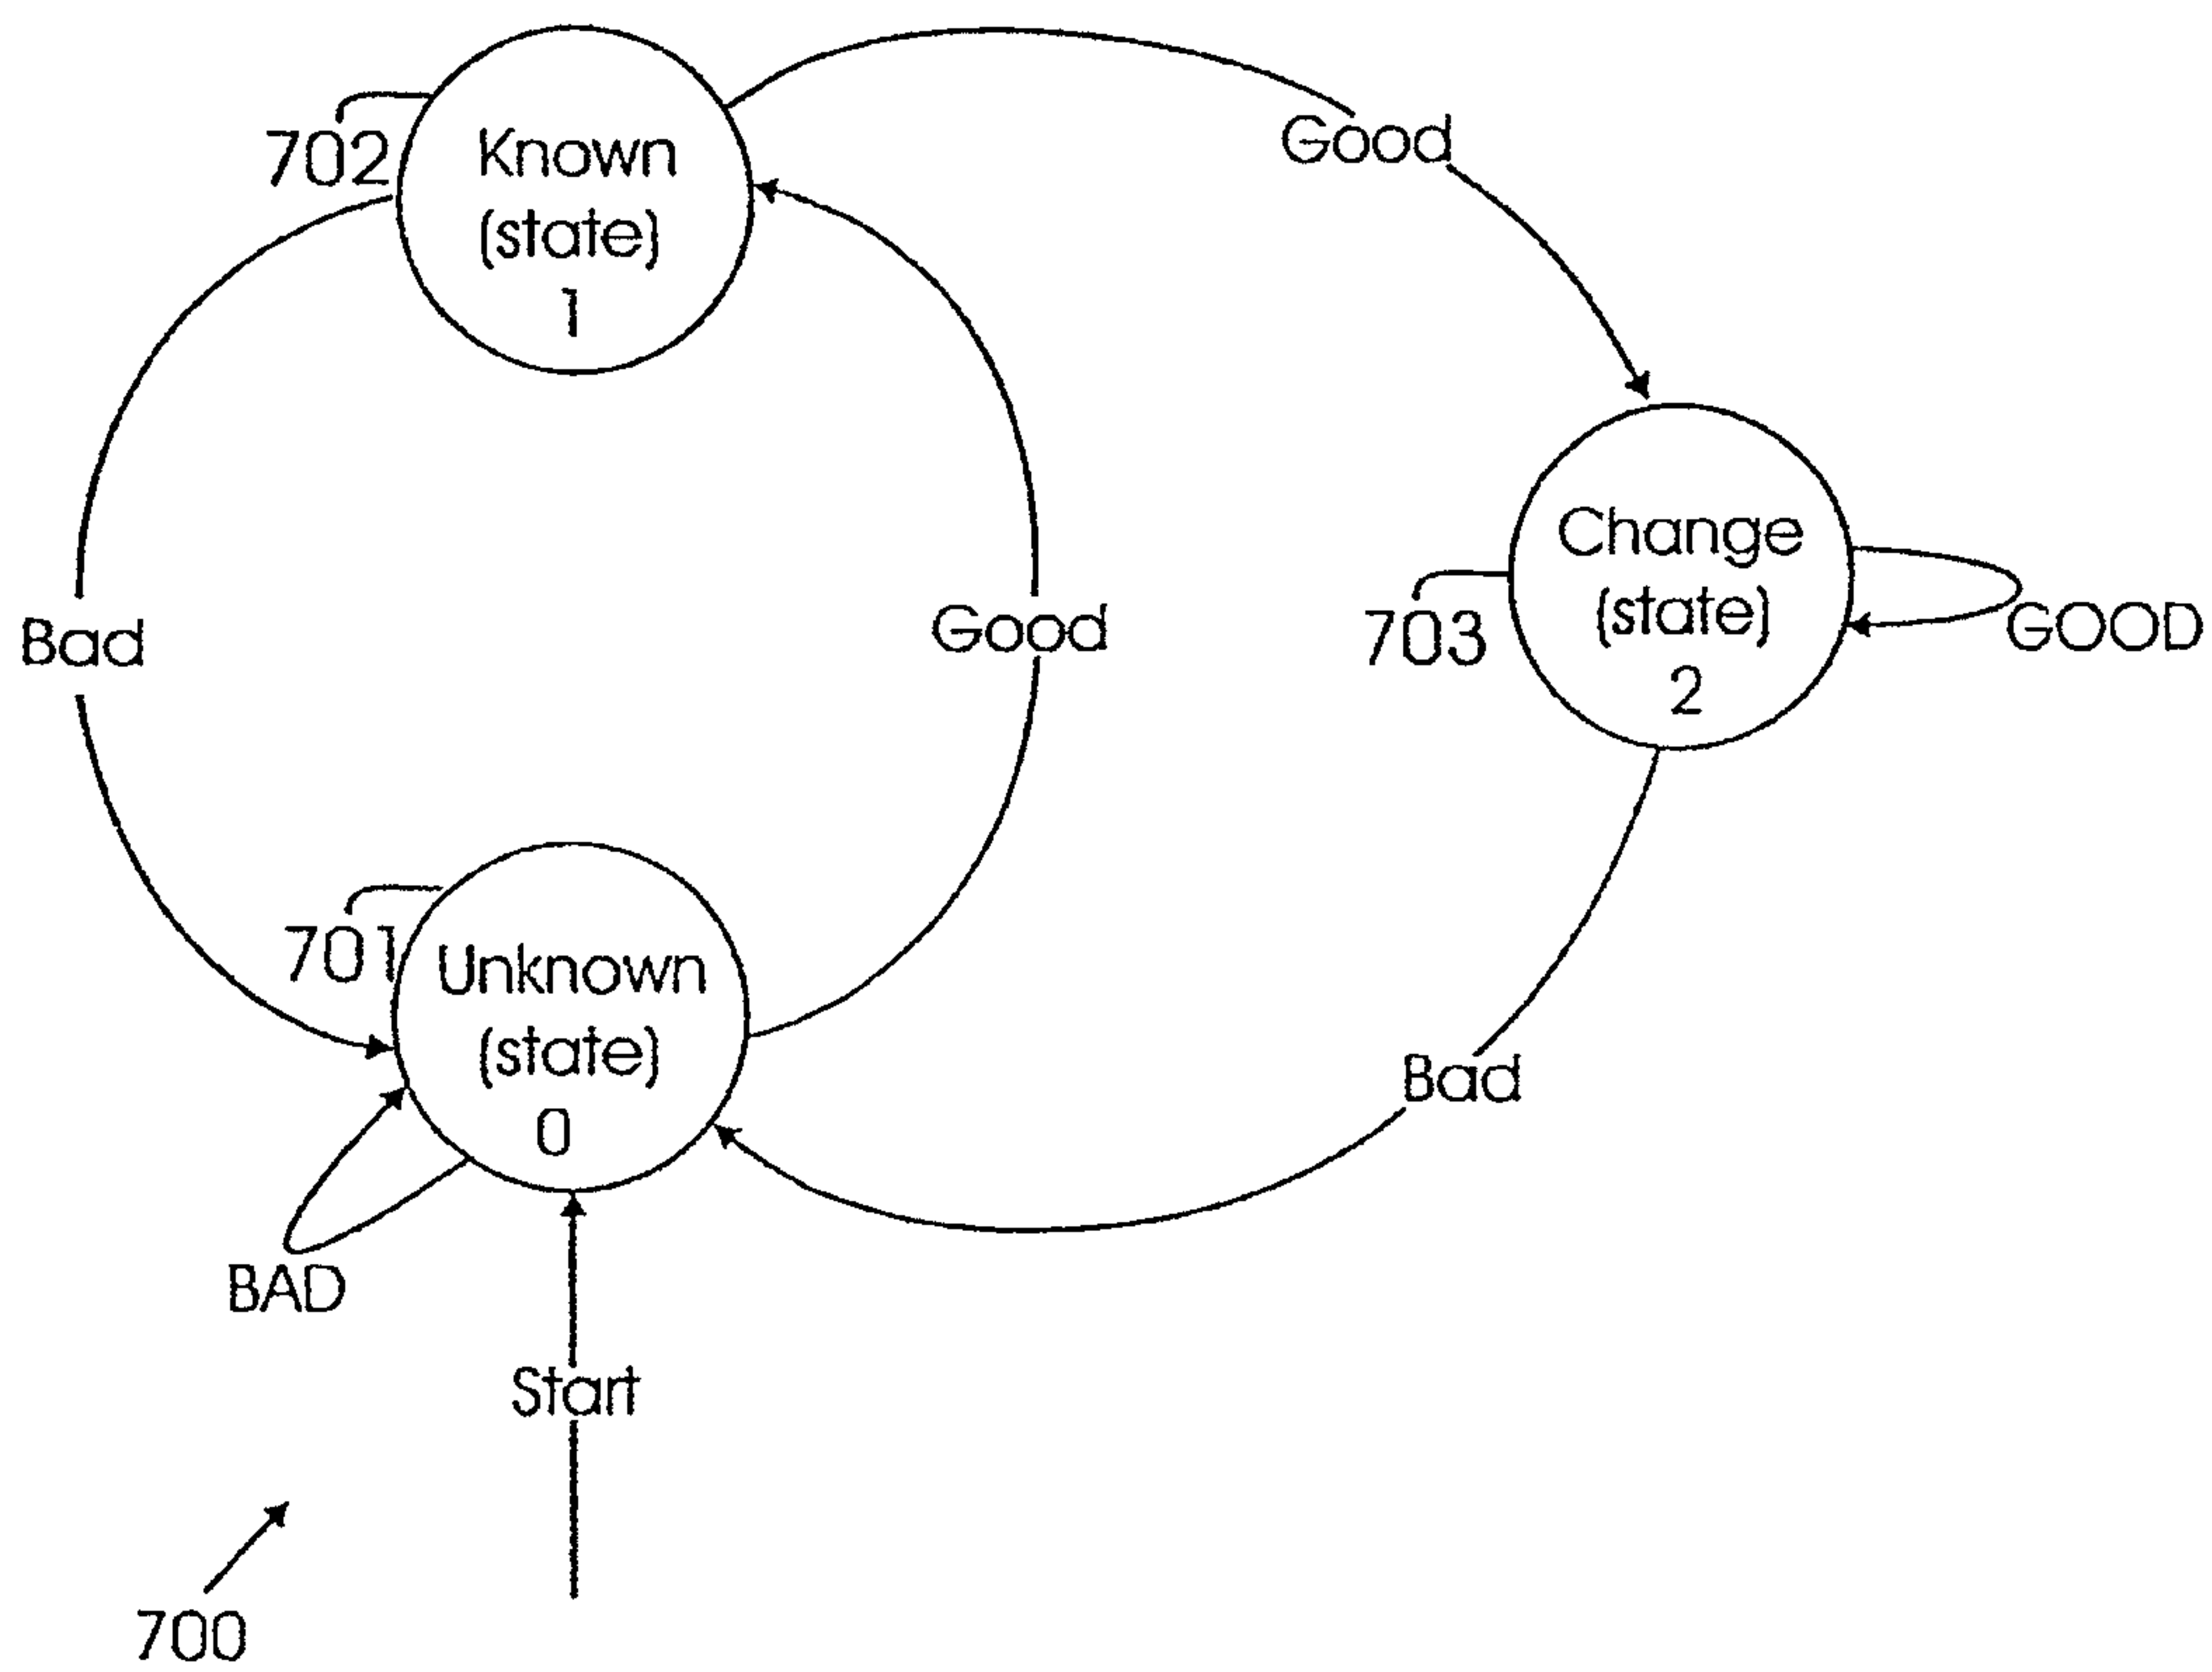 702
Known
(state)
1
Good
Bad
Good
Change
(state)
2
703
GOOD
701
Unknown
(state)
0
Bad
BAD
Start
700